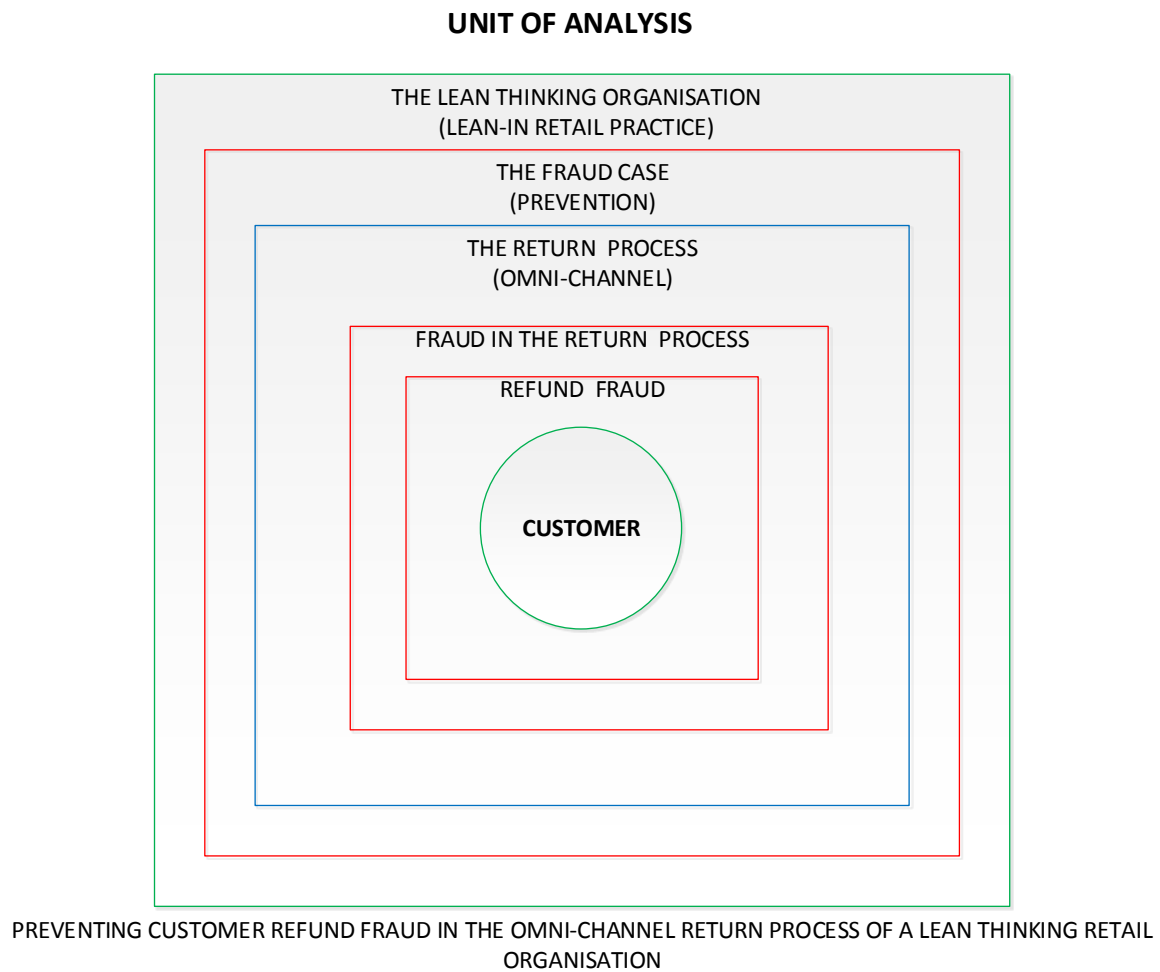 UNIT OF ANALYSIS
THE LEAN THINKING ORGANISATION
(LEAN-IN RETAIL PRACTICE)
THE FRAUD CASE
(PREVENTION)
THE RETURN PROCESS
(OMNI-CHANNEL)
FRAUD IN THE RETURN PROCESS
REFUND FRAUD
CUSTOMER
PREVENTING CUSTOMER REFUND FRAUD IN THE OMNI-CHANNEL RETURN PROCESS OF A LEAN THINKING RETAIL
ORGANISATION